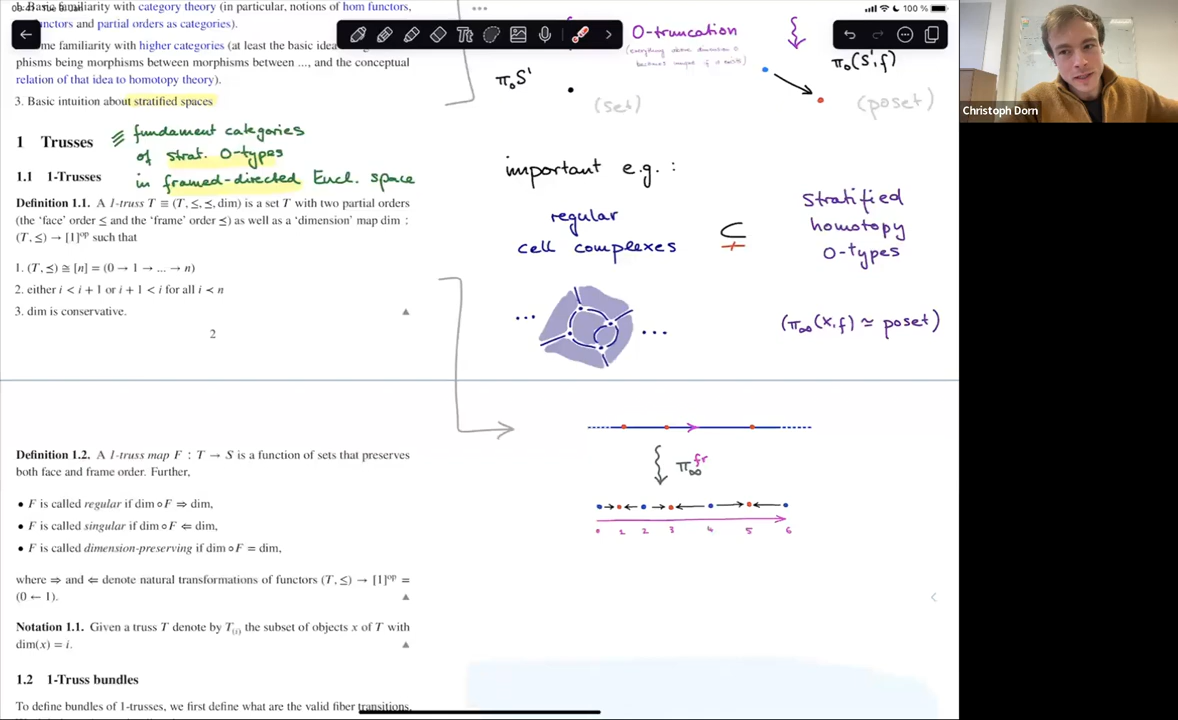 Basic familiarity with category theory (in particular, notions of hom functors,
nctors and partial orders as categories).
me familiarity with higher categories (at least the basic idea
phisms being morphisms between morphisms between ..., and the conceptual
relation of that idea to homotopy theory).
3. Basic intuition about stratified spaces
1 Trusses
≡ fundament categories
of strat. 0-types
in framed-directed Eucl. space
1.1 1-Trusses
Definition 1.1. A 1-truss T ≡ (T, ≤, ⪯, dim) is a set T with two partial orders
(the 'face' order ≤ and the 'frame' order ⪯) as well as a 'dimension' map dim :
(T, ≤) → [1]ᵒᵖ such that
1. (T, ⪯) ≅ [n] = (0 → 1 → ... → n)
2. either i < i + 1 or i + 1 < i for all i ≺ n
3. dim is conservative.
▲
2
Definition 1.2. A 1-truss map F : T → S is a function of sets that preserves
both face and frame order. Further,
• F is called regular if dim ∘ F ⇒ dim,
• F is called singular if dim ∘ F ⇐ dim,
• F is called dimension-preserving if dim ∘ F = dim,
where ⇒ and ⇐ denote natural transformations of functors (T, ≤) → [1]ᵒᵖ =
(0 ← 1).
▲
Notation 1.1. Given a truss T denote by T₍ᵢ₎ the subset of objects x of T with
dim(x) = i.
▲
1.2 1-Truss bundles
To define bundles of 1-trusses, we first define what are the valid fiber transitions.
0-truncation
(everything above dimension 0
π₀S¹
(set)
π₀(S¹,f)
(poset)
important e.g. :
regular
cell complexes
⊊
stratified
homotopy
0-types
... ...
(π∞(X,f) ≃ poset)
π∞ᶠʳ
0 1 2 3 4 5 6
100 %
Christoph Dorn